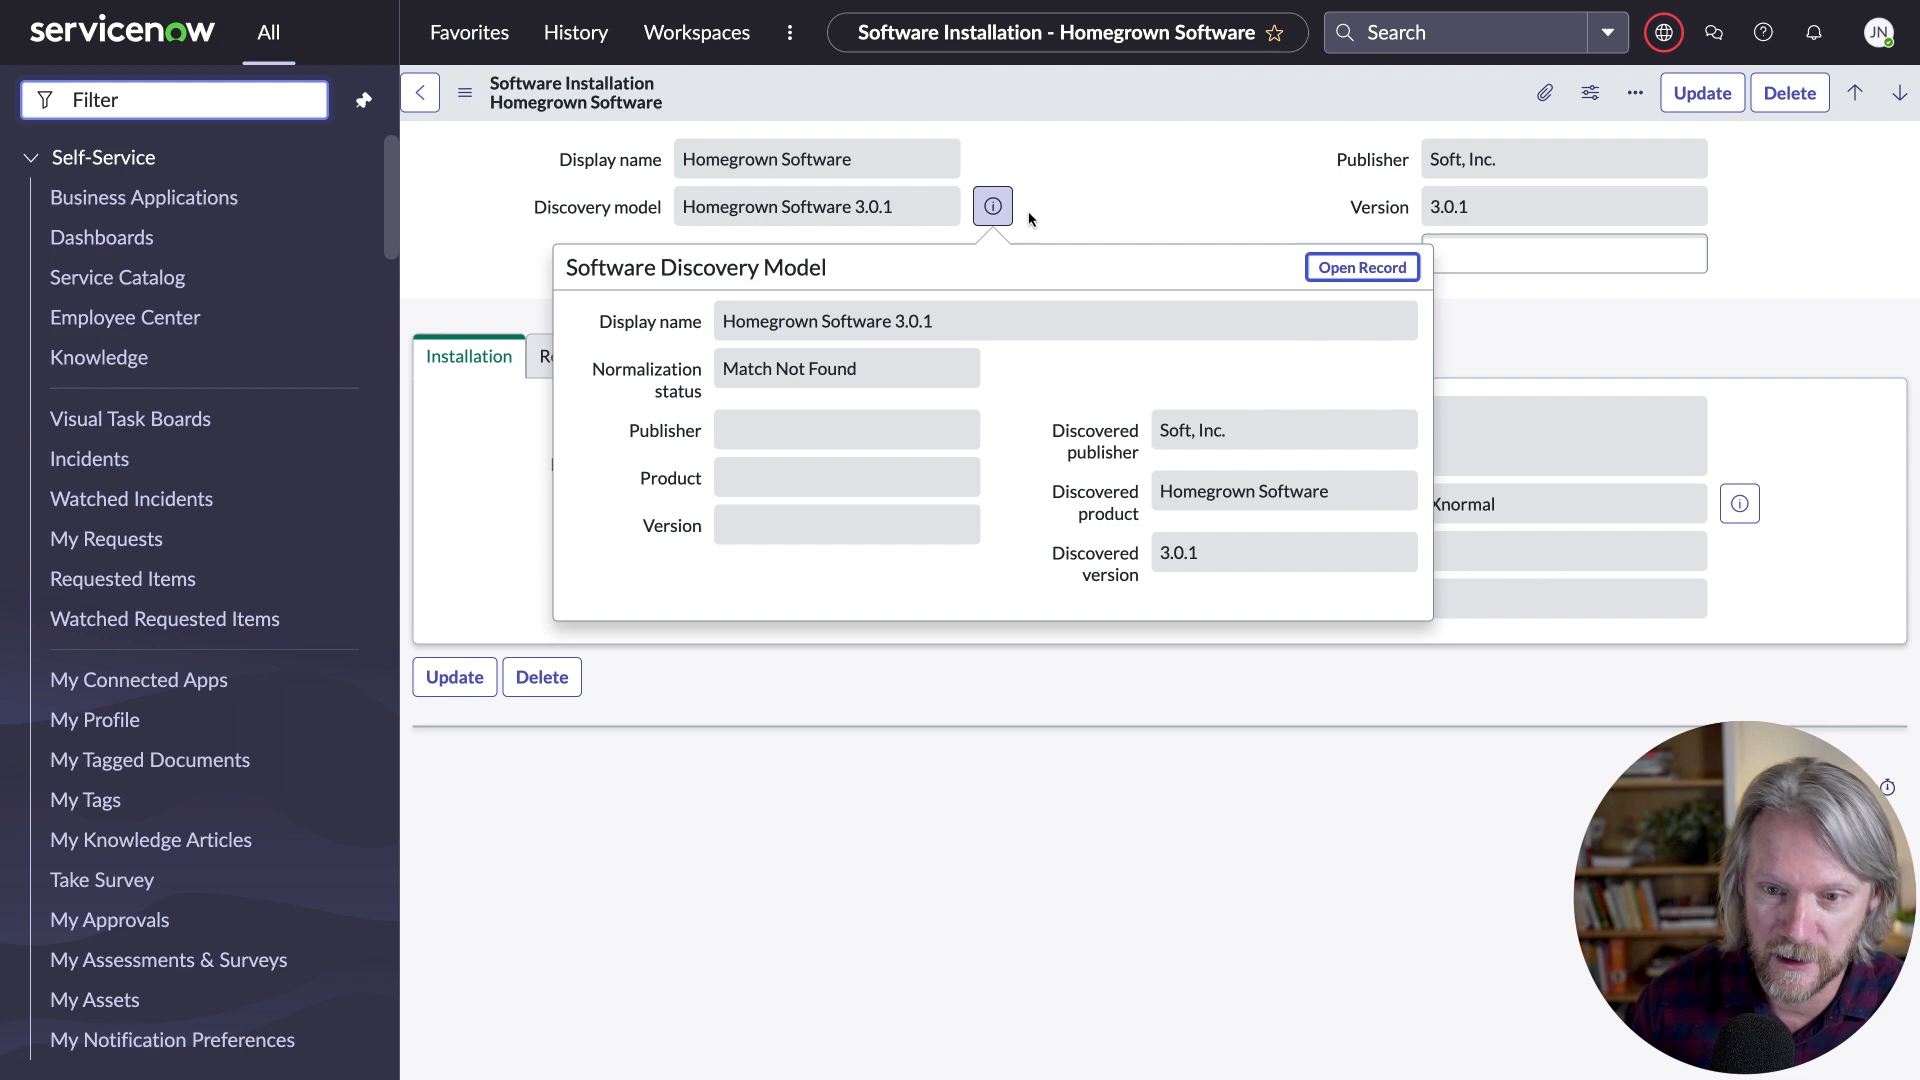 servicenow
All
Favorites
History
Workspaces
Software Installation - Homegrown Software
Search
JN
Filter
Software Installation
Homegrown Software
Update
Delete
Self-Service
Business Applications
Dashboards
Service Catalog
Employee Center
Knowledge
Visual Task Boards
Incidents
Watched Incidents
My Requests
Requested Items
Watched Requested Items
My Connected Apps
My Profile
My Tagged Documents
My Tags
My Knowledge Articles
Take Survey
My Approvals
My Assessments & Surveys
My Assets
My Notification Preferences
Display name
Homegrown Software
Publisher
Soft, Inc.
Discovery model
Homegrown Software 3.0.1
Version
3.0.1
Software Discovery Model
Open Record
Display name
Homegrown Software 3.0.1
Normalization
status
Match Not Found
Publisher
Product
Version
Discovered
publisher
Soft, Inc.
Discovered
product
Homegrown Software
Discovered
version
3.0.1
Installation
Xnormal
Update
Delete